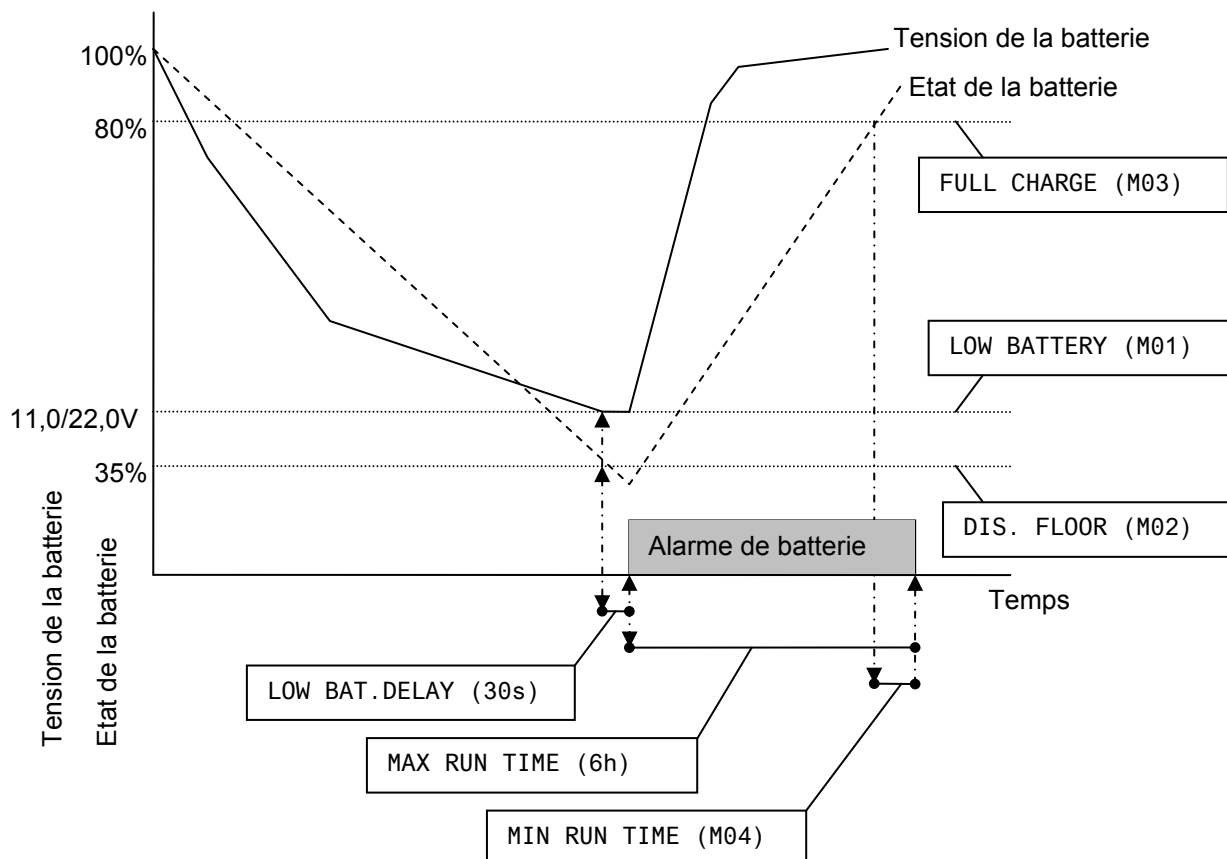 100%
Tension de la batterie
Etat de la batterie
80%
FULL CHARGE (M03)
LOW BATTERY (M01)
11,0/22,0V
35%
DIS. FLOOR (M02)
Alarme de batterie
Temps
Tension de la batterie
Etat de la batterie
LOW BAT.DELAY (30s)
MAX RUN TIME (6h)
MIN RUN TIME (M04)